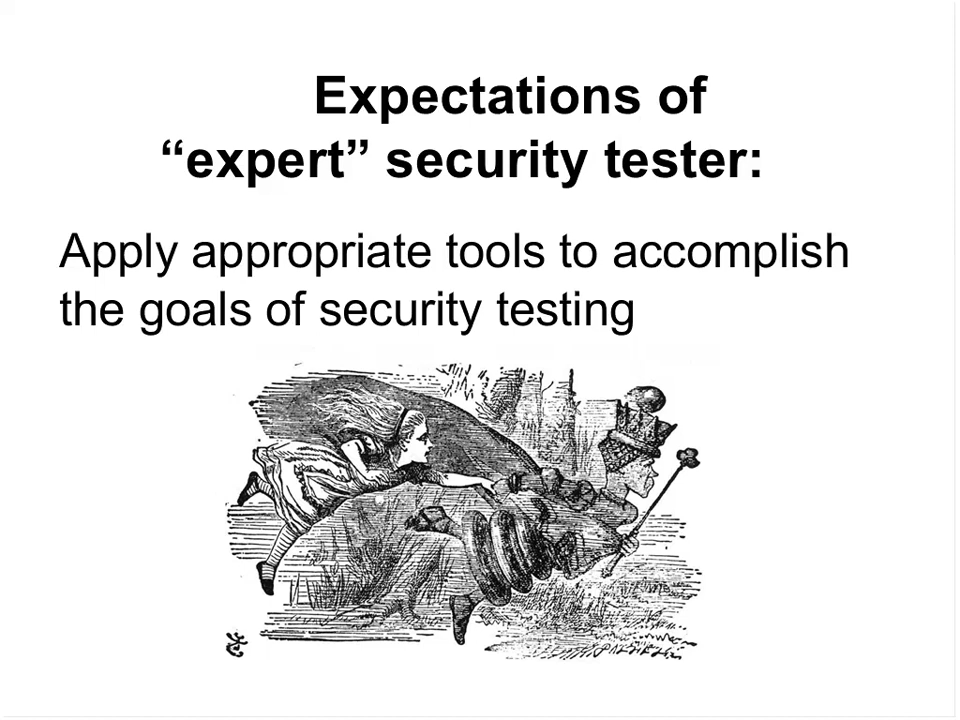 Expectations of
“expert” security tester:
Apply appropriate tools to accomplish
the goals of security testing